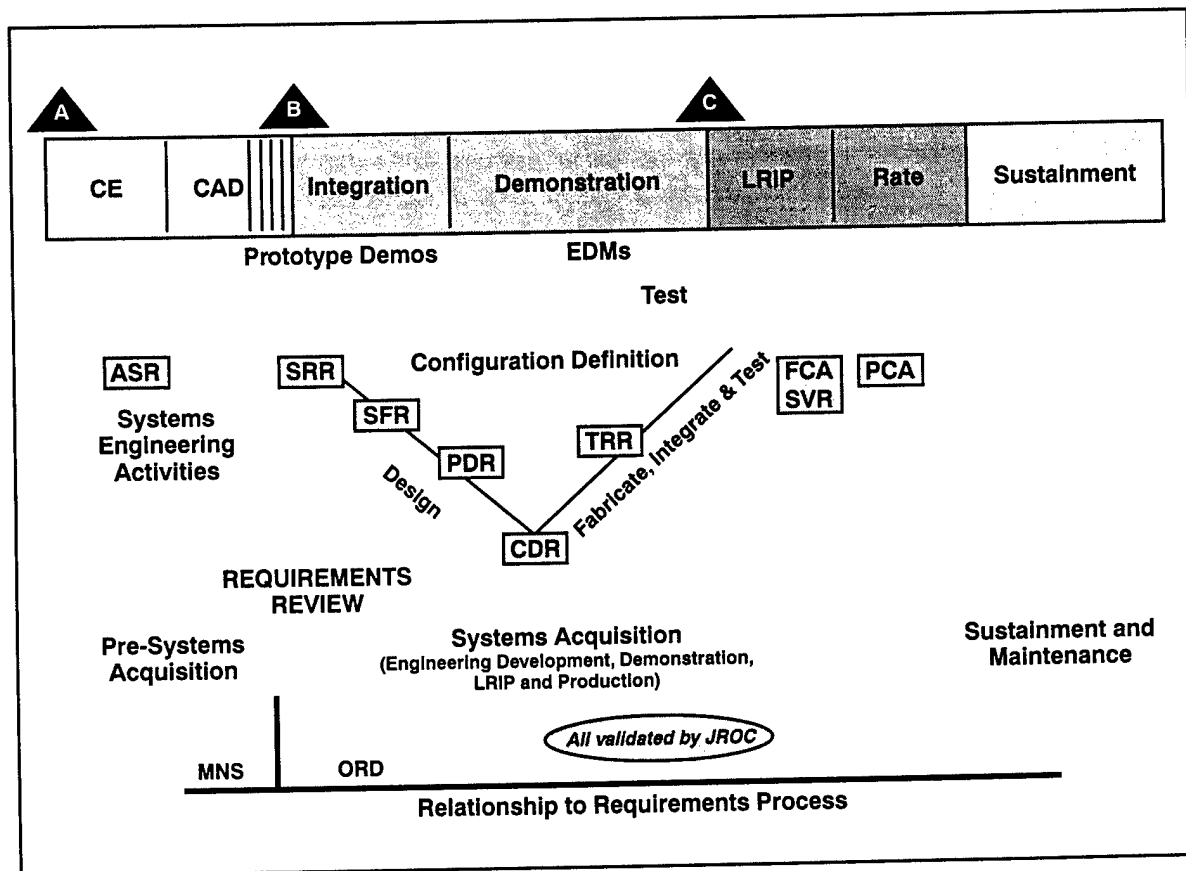 A
B
C
CE
CAD
Integration
Demonstration
LRIP
Rate
Sustainment
Prototype Demos
EDMs
Test
Configuration Definition
ASR
SRR
FCA
SVR
PCA
SFR
Systems
Engineering
Activities
TRR
PDR
Design
Fabricate, Integrate & Test
CDR
REQUIREMENTS
REVIEW
Pre-Systems
Acquisition
Systems Acquisition
(Engineering Development, Demonstration,
LRIP and Production)
Sustainment and
Maintenance
All validated by JROC
MNS
ORD
Relationship to Requirements Process